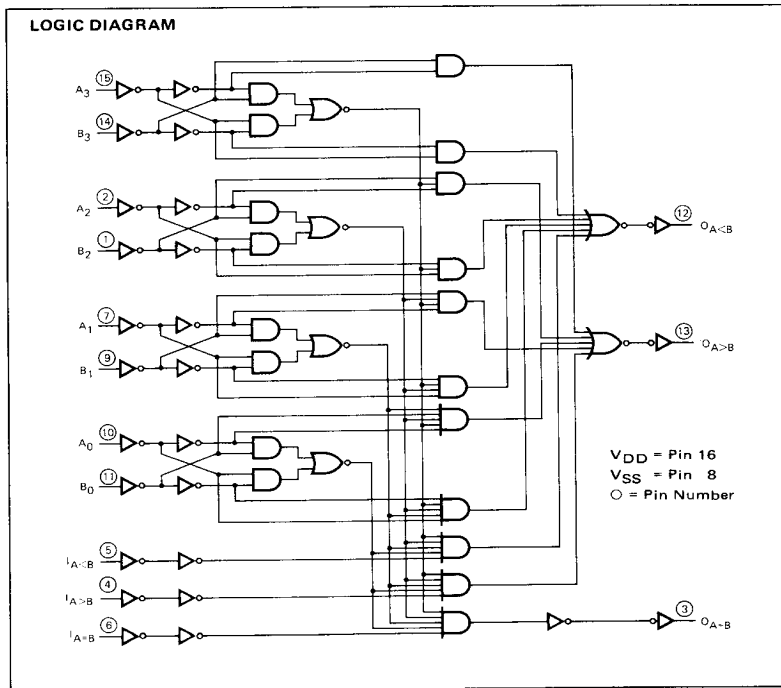 LOGIC DIAGRAM
A3 15
B3 14
A2 2
B2 1
12 OA<B
A1 7
B1 9
13 OA>B
A0 10
B0 11
VDD = Pin 16
VSS = Pin 8
O = Pin Number
IA<B 5
IA>B 4
IA=B 6
3 OA=B